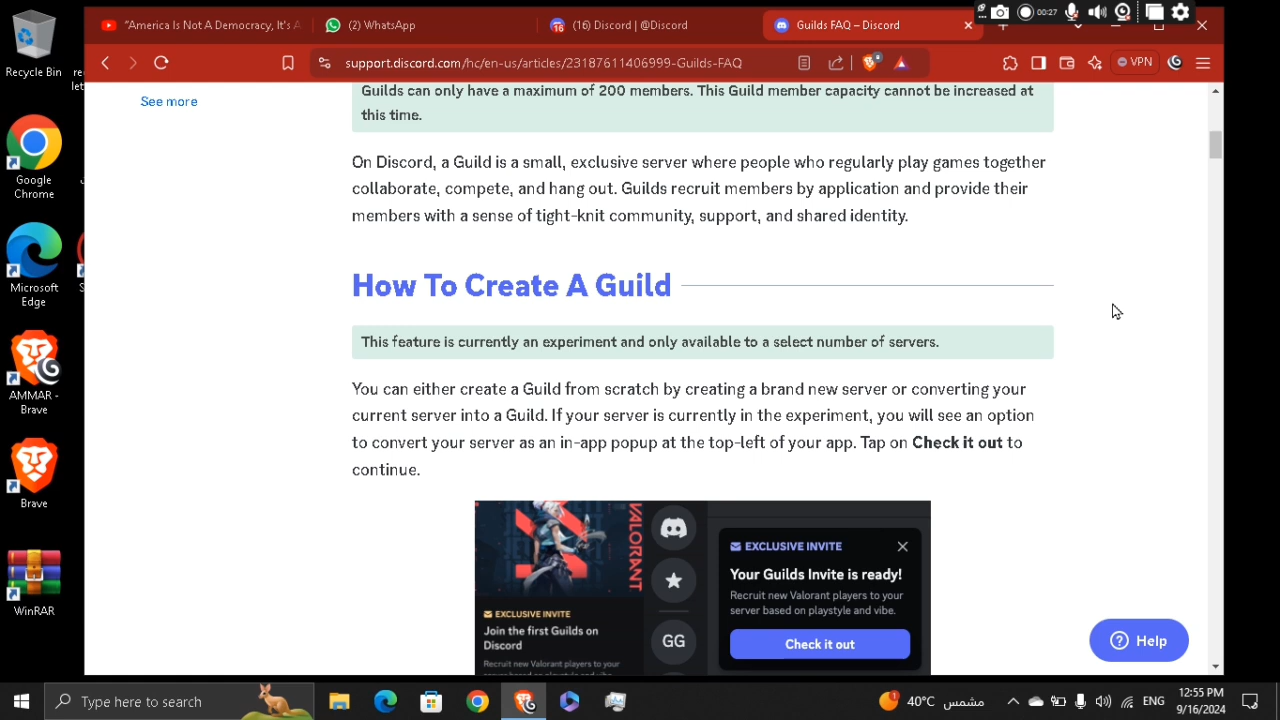 Recycle Bin
Google
Chrome
Microsoft
Edge
AMMAR -
Brave
Brave
WinRAR
"America Is Not A Democracy, It's A
(2) WhatsApp
16
(16) Discord | @Discord
Guilds FAQ – Discord
00:27
support.discord.com/hc/en-us/articles/23187611406999-Guilds-FAQ
VPN
See more
Guilds can only have a maximum of 200 members. This Guild member capacity cannot be increased at
this time.
On Discord, a Guild is a small, exclusive server where people who regularly play games together
collaborate, compete, and hang out. Guilds recruit members by application and provide their
members with a sense of tight-knit community, support, and shared identity.
How To Create A Guild
This feature is currently an experiment and only available to a select number of servers.
You can either create a Guild from scratch by creating a brand new server or converting your
current server into a Guild. If your server is currently in the experiment, you will see an option
to convert your server as an in-app popup at the top-left of your app. Tap on Check it out to
continue.
VALORANT
EXCLUSIVE INVITE
Join the first Guilds on
Discord
Recruit new Valorant players to your
GG
EXCLUSIVE INVITE
Your Guilds Invite is ready!
Recruit new Valorant players to your
server based on playstyle and vibe.
Check it out
Help
Type here to search
1
40°C مشمس
ENG
12:55 PM
9/16/2024